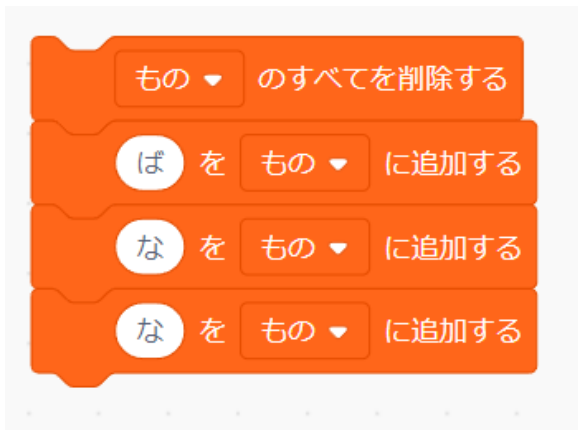 もの のすべてを削除する
ば を もの に追加する
な を もの に追加する
な を もの に追加する